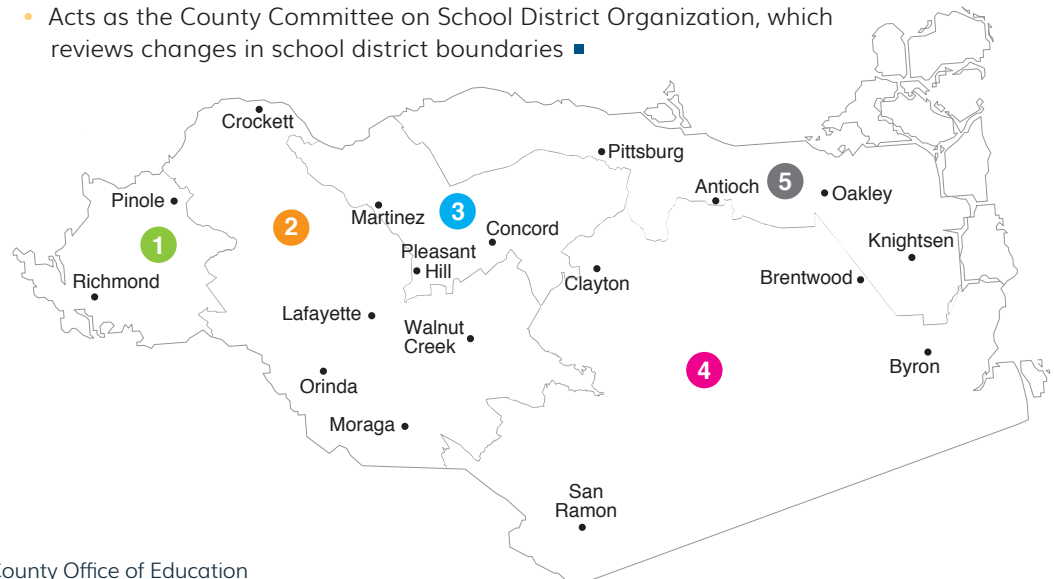 • Acts as the County Committee on School District Organization, which
reviews changes in school district boundaries ■
Crockett
Pittsburg
Pinole
Martinez
3
Antioch
5
Oakley
1
2
Concord
Pleasant
Hill
Knightsen
Richmond
Clayton
Brentwood
Lafayette
Walnut
Creek
Orinda
4
Byron
Moraga
San
Ramon
County Office of Education